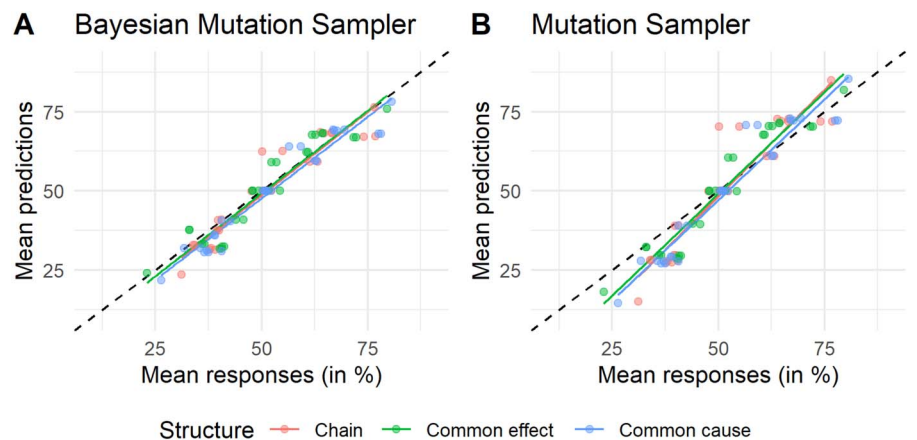 A Bayesian Mutation Sampler
Mean predictions
75
50
25
25 50 75
Mean responses (in %)
B Mutation Sampler
Mean predictions
75
50
25
25 50 75
Mean responses (in %)
Structure Chain Common effect Common cause